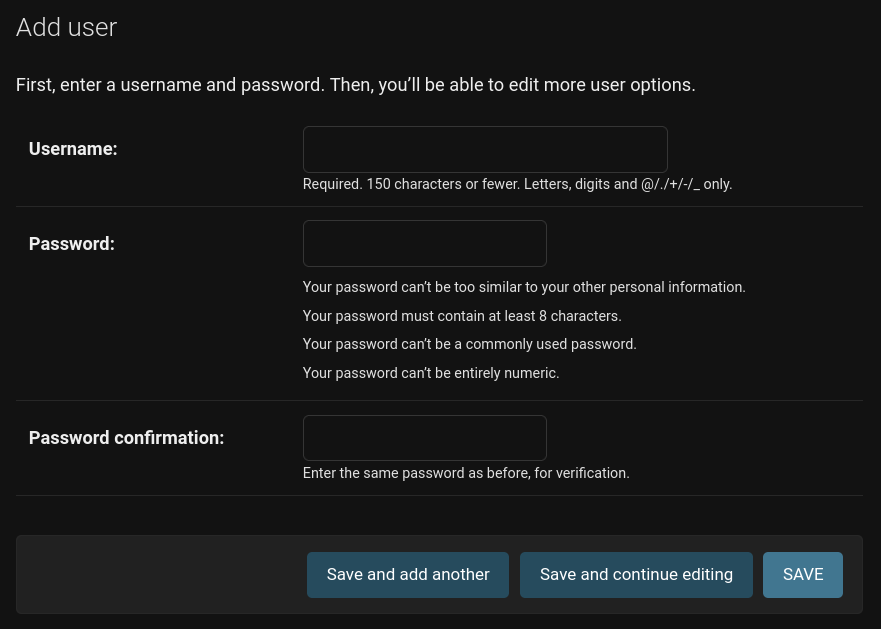 Add user
First, enter a username and password. Then, you’ll be able to edit more user options.
Username:
Required. 150 characters or fewer. Letters, digits and @/./+/-/_ only.
Password:
Your password can’t be too similar to your other personal information.
Your password must contain at least 8 characters.
Your password can’t be a commonly used password.
Your password can’t be entirely numeric.
Password confirmation:
Enter the same password as before, for verification.
Save and add another
Save and continue editing
SAVE